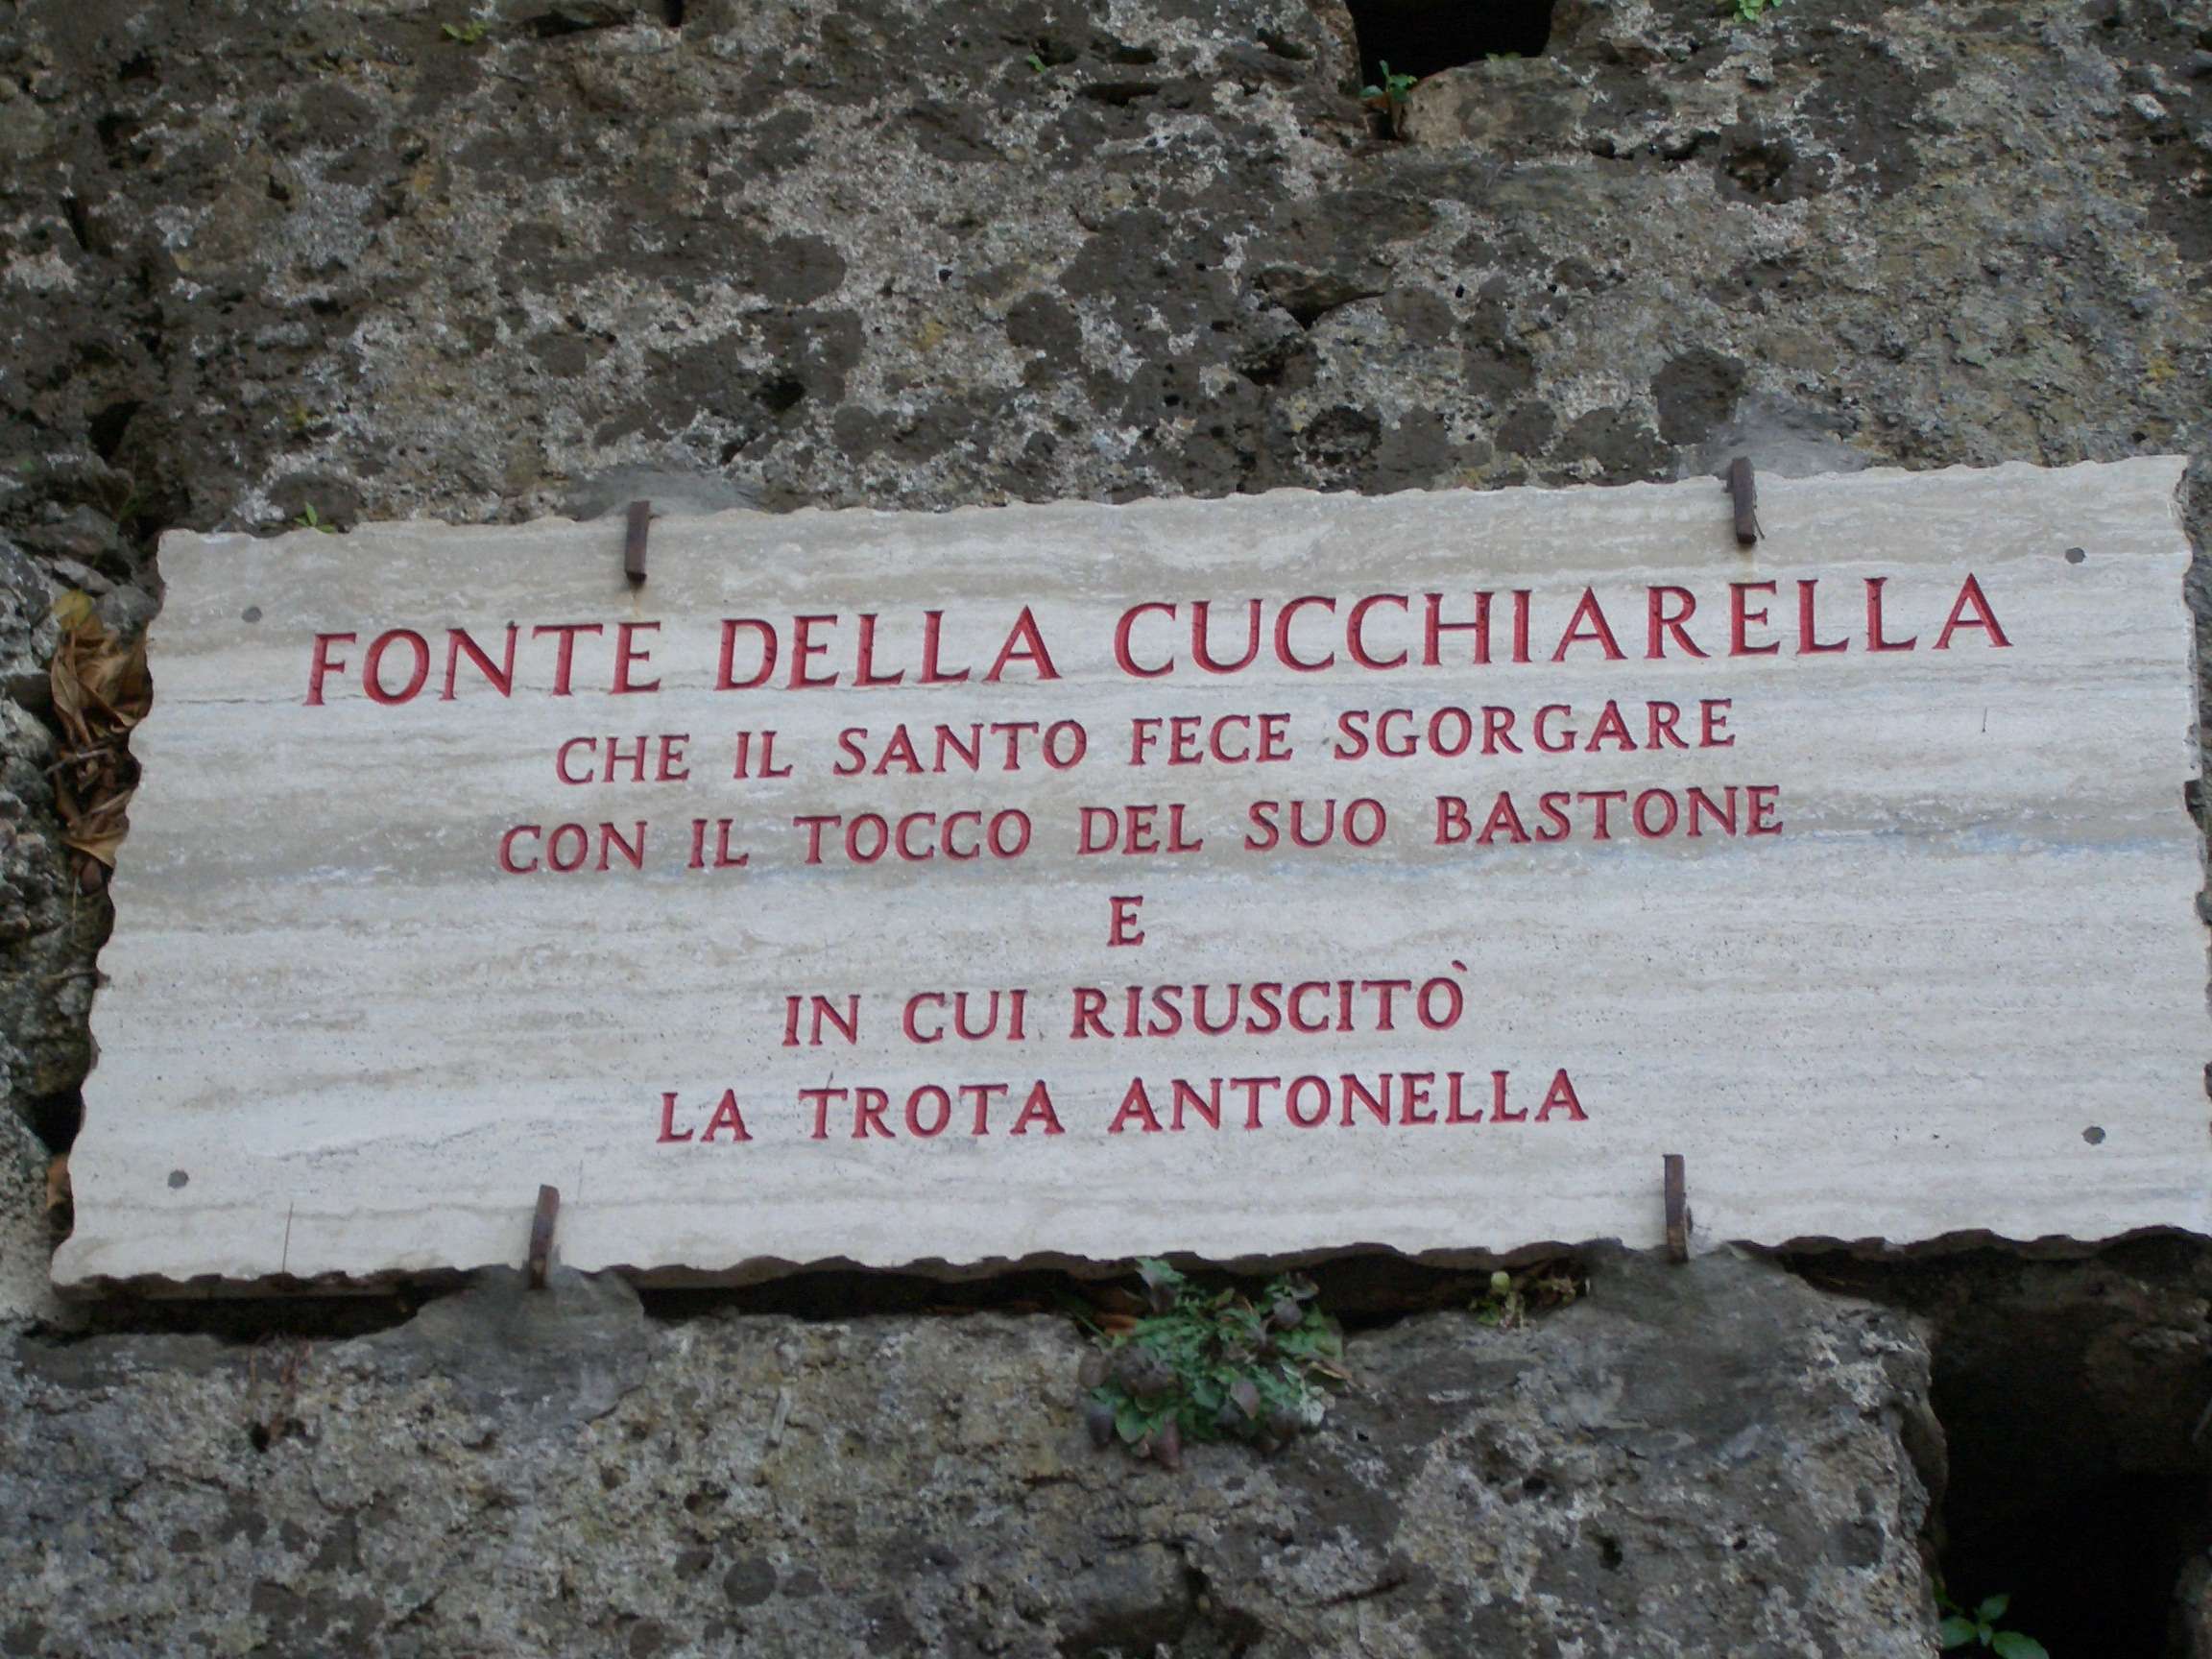 FONTE DELLA CUCCHIARELLA
CHE IL SANTO FECE SGORGARE
CON IL TOCCO DEL SUO BASTONE
E
IN CUI RISUSCITÒ
LA TROTA ANTONELLA